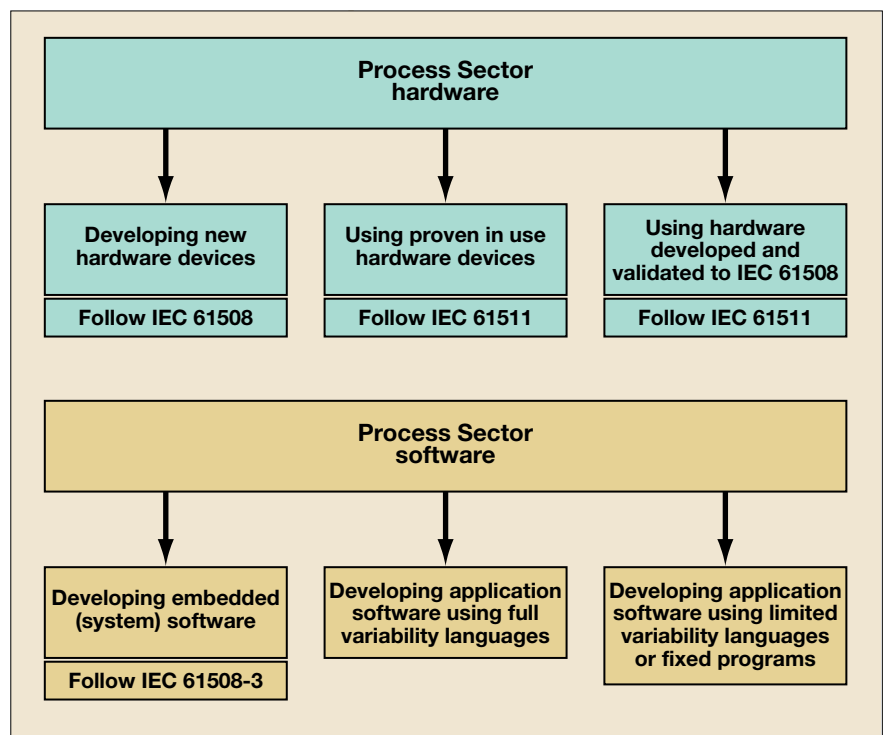 Process Sector
hardware
Developing new
hardware devices
Follow IEC 61508
Using proven in use
hardware devices
Follow IEC 61511
Using hardware
developed and
validated to IEC 61508
Follow IEC 61511
Process Sector
software
Developing embedded
(system) software
Follow IEC 61508-3
Developing application
software using full
variability languages
Developing application
software using limited
variability languages
or fixed programs